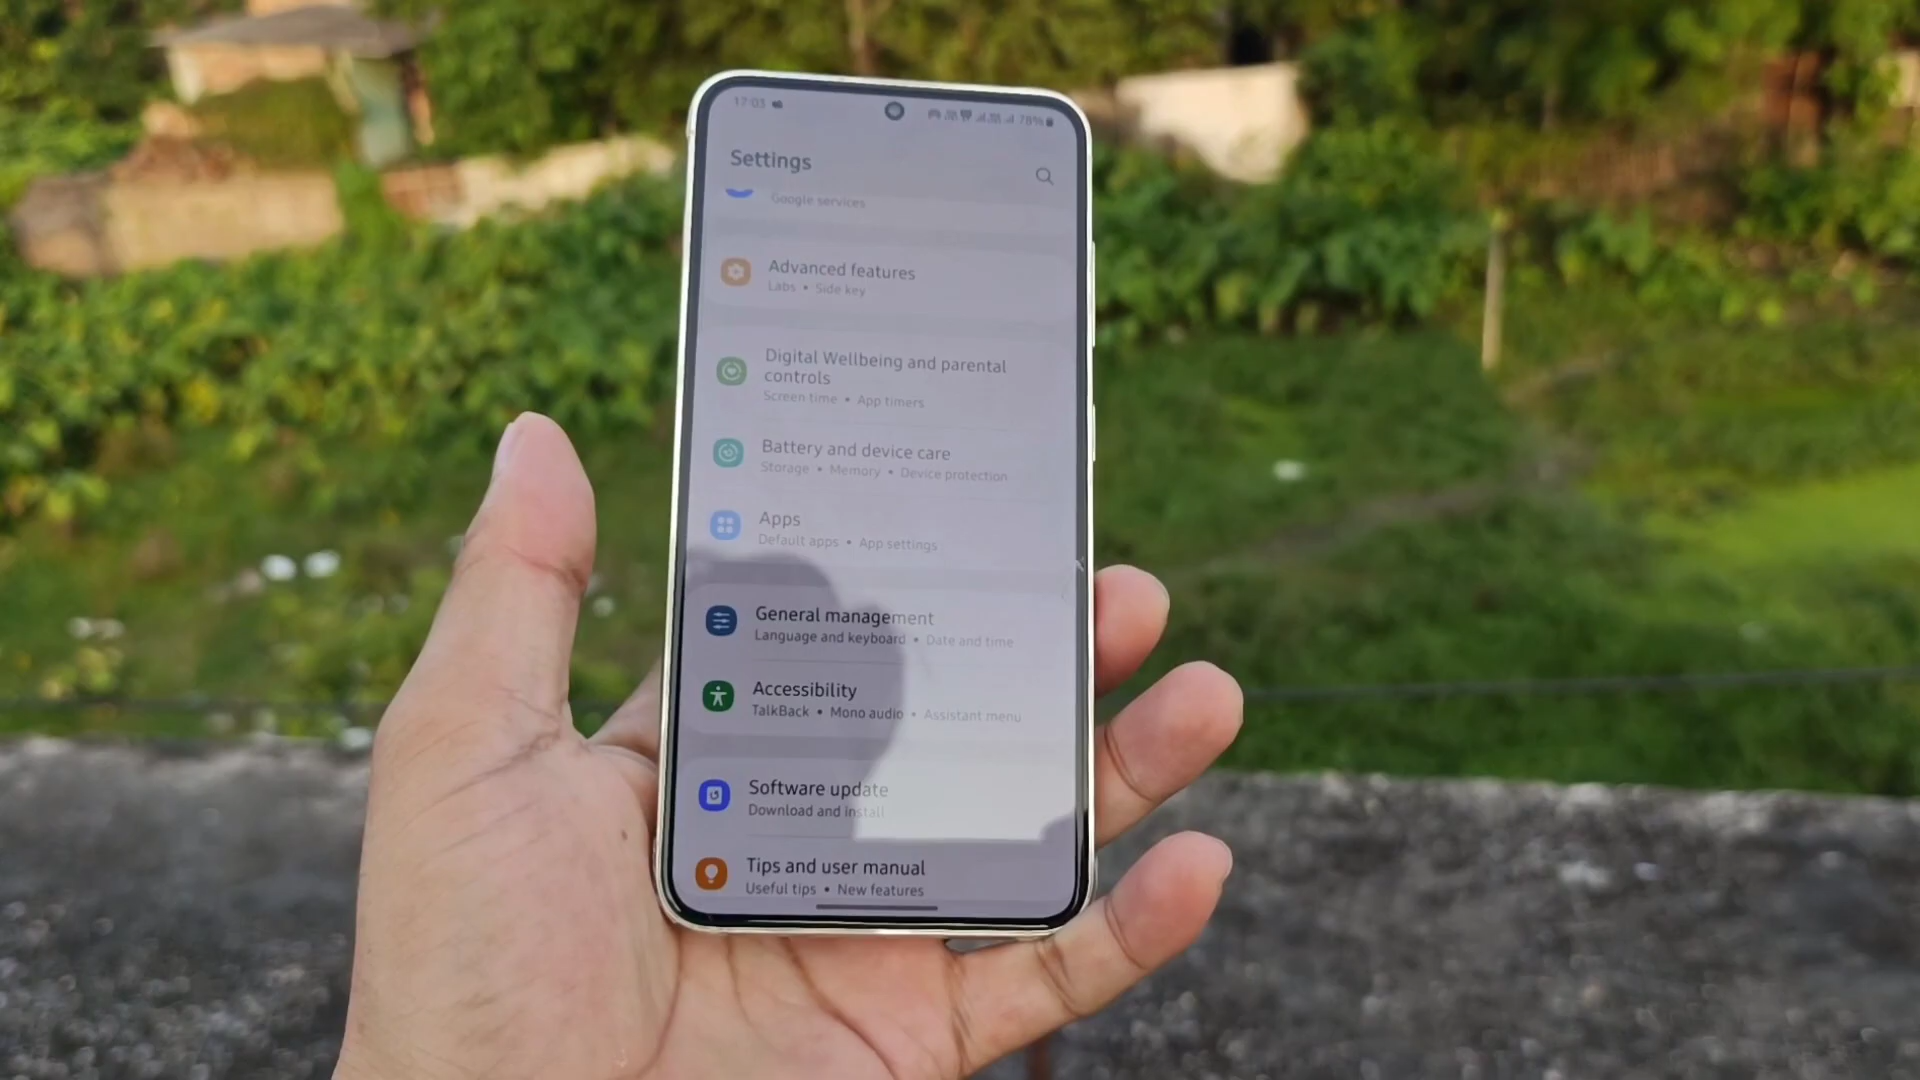 17:03
78%
Settings
Google services
Advanced features
Labs • Side key
Digital Wellbeing and parental
controls
Screen time • App timers
Battery and device care
Storage • Memory • Device protection
Apps
Default apps • App settings
General management
Language and keyboard • Date and time
Accessibility
TalkBack • Mono audio • Assistant menu
Software update
Download and install
Tips and user manual
Useful tips • New features